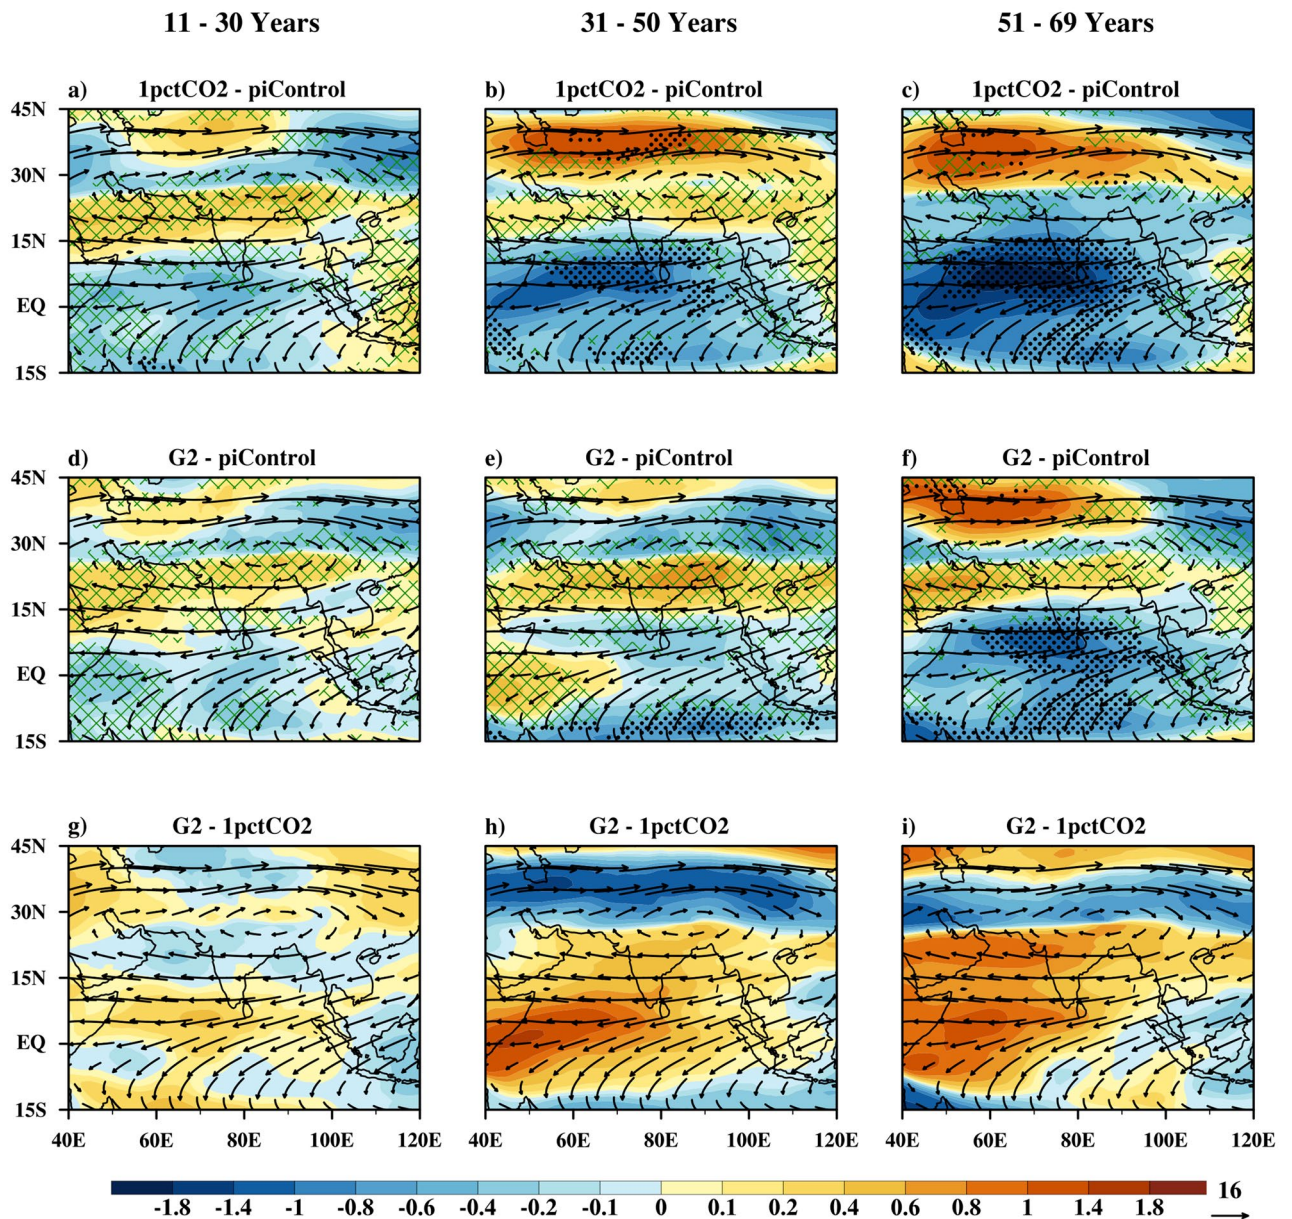 11 - 30 Years 31 - 50 Years 51 - 69 Years
a) 1pctCO2 - piControl b) 1pctCO2 - piControl c) 1pctCO2 - piControl
45N
30N
15N
EQ
15S
d) G2 - piControl e) G2 - piControl f) G2 - piControl
45N
30N
15N
EQ
15S
g) G2 - 1pctCO2 h) G2 - 1pctCO2 i) G2 - 1pctCO2
45N
30N
15N
EQ
15S
40E 60E 80E 100E 120E 40E 60E 80E 100E 120E 40E 60E 80E 100E 120E
16
-1.8 -1.4 -1 -0.8 -0.6 -0.4 -0.2 -0.1 0 0.1 0.2 0.4 0.6 0.8 1 1.4 1.8